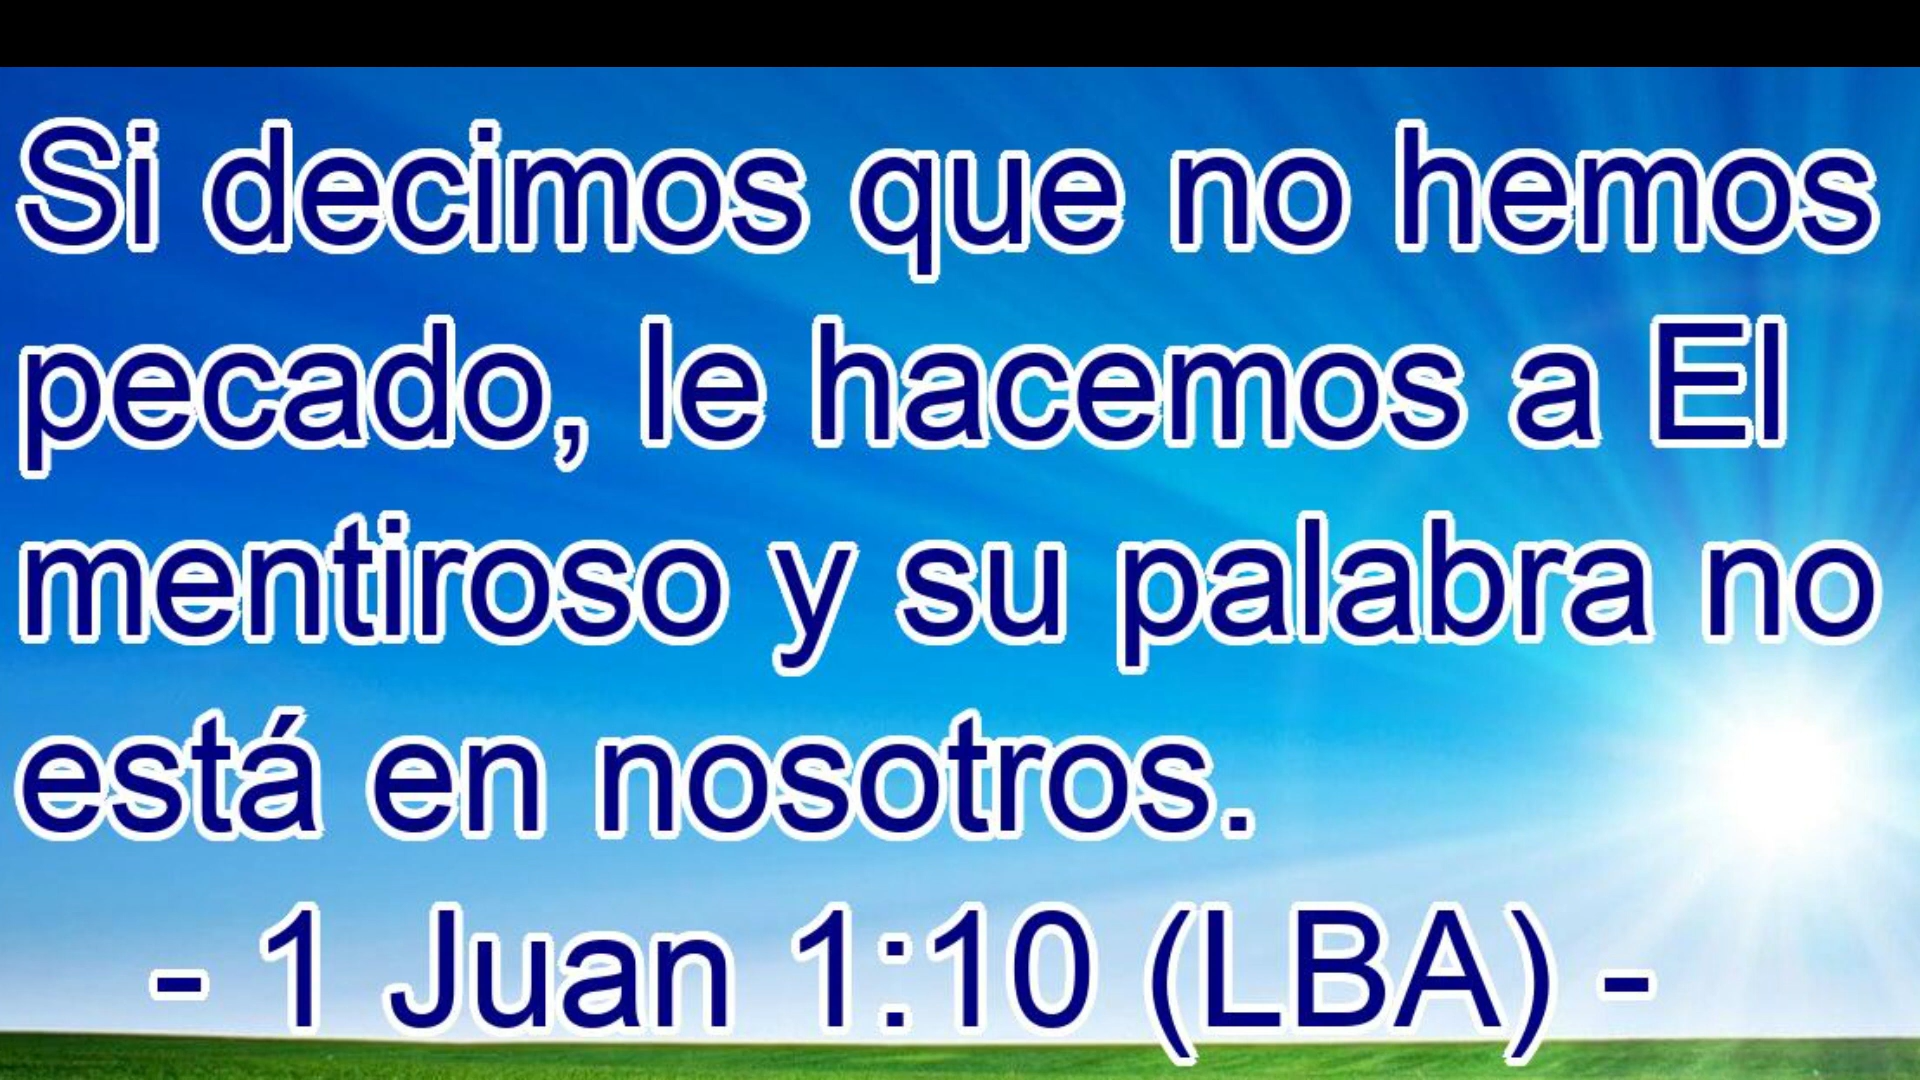 Si decimos que no hemos
pecado, le hacemos a El
mentiroso y su palabra no
está en nosotros.
- 1 Juan 1:10 (LBA) -